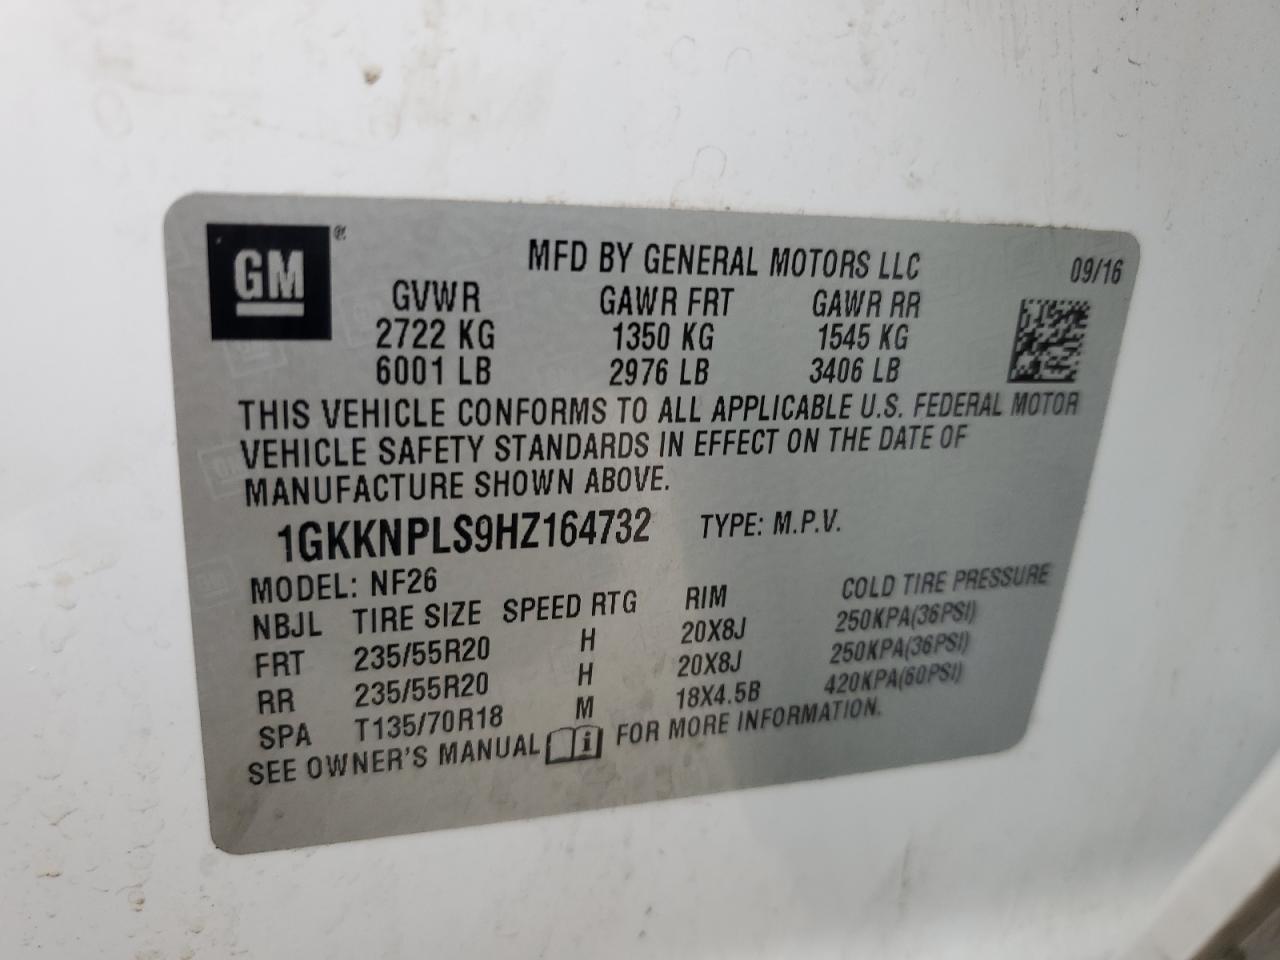 GM ®
MFD BY GENERAL MOTORS LLC 09/16
GVWR GAWR FRT GAWR RR
2722 KG 1350 KG 1545 KG
6001 LB 2976 LB 3406 LB
THIS VEHICLE CONFORMS TO ALL APPLICABLE U.S. FEDERAL MOTOR
VEHICLE SAFETY STANDARDS IN EFFECT ON THE DATE OF
MANUFACTURE SHOWN ABOVE.
1GKKNPLS9HZ164732 TYPE: M.P.V.
MODEL: NF26
NBJL TIRE SIZE SPEED RTG RIM COLD TIRE PRESSURE
FRT 235/55R20 H 20X8J 250KPA(36PSI)
RR 235/55R20 H 20X8J 250KPA(36PSI)
SPA T135/70R18 M 18X4.5B 420KPA(60PSI)
SEE OWNER'S MANUAL i FOR MORE INFORMATION.